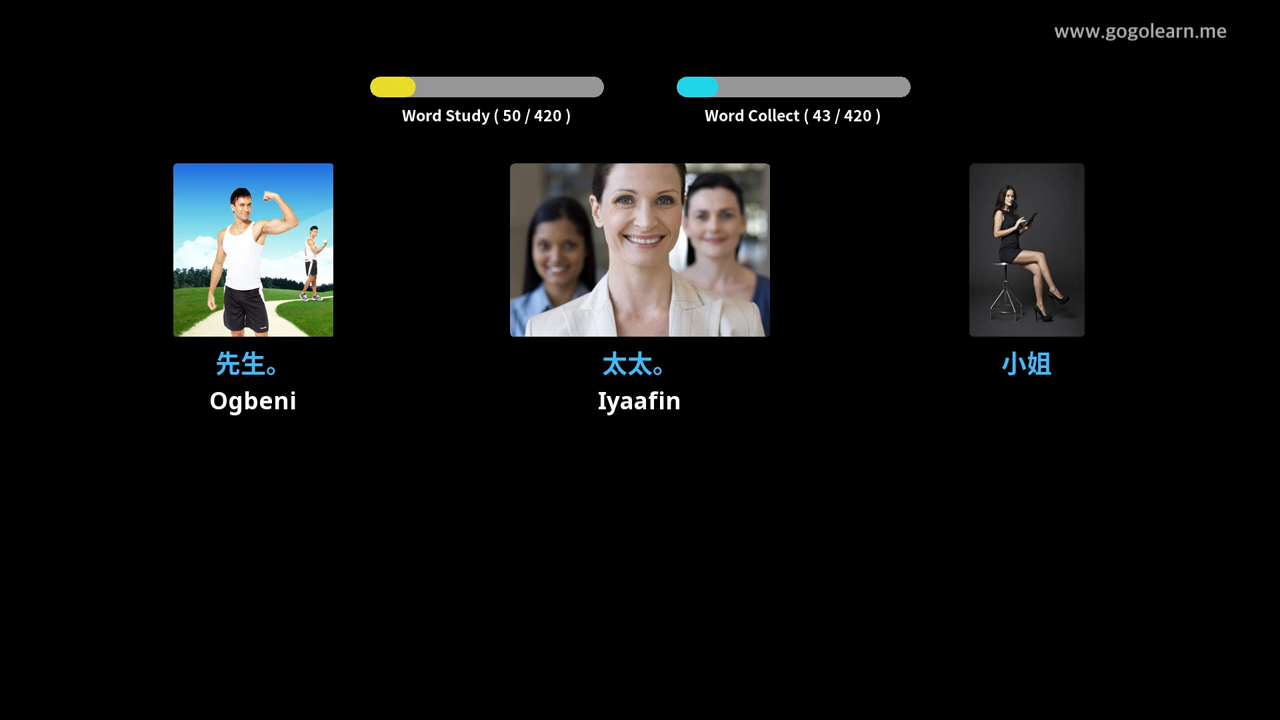 www.gogolearn.me
Word Study ( 50 / 420 )
Word Collect ( 43 / 420 )
先生。
太太。
小姐
Ogbeni
Iyaafin